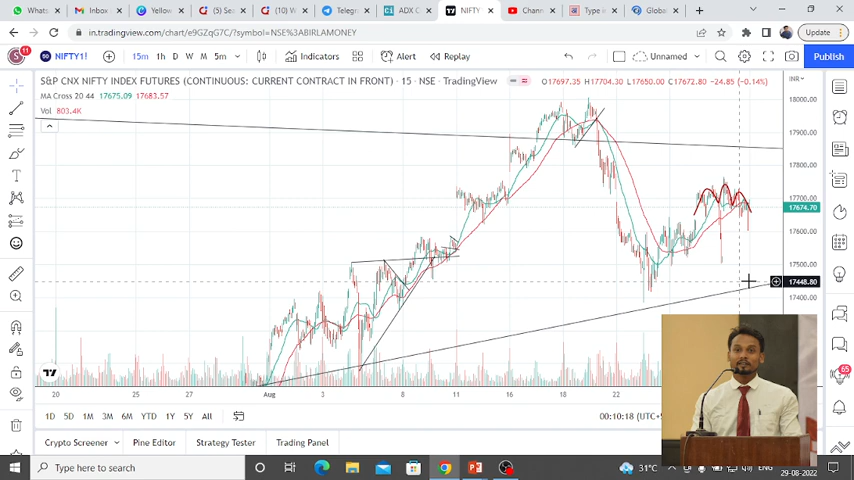 Whats
Inbox
Yellow
(5) Se
(10) W
Telegr
ADX C
NIFTY
Chann
Type i
Global
in.tradingview.com/chart/e9GZqG7C/?symbol=NSE%3ABIRLAMONEY
Update
11
NIFTY1!
15m 1h D W M 5m
Indicators
Alert
Replay
Unnamed
Publish
S&P CNX NIFTY INDEX FUTURES (CONTINUOUS: CURRENT CONTRACT IN FRONT) · 15 · NSE · TradingView
O17697.35 H17704.30 L17650.00 C17672.80 -24.85 (-0.14%)
INR
MA Cross 20 44 17675.09 17683.57
Vol 803.4K
18000.00
17900.00
17800.00
17700.00
17674.70
17600.00
17500.00
17448.80
17400.00
20 25 27 Aug 3 8 11 16 18 22
1D 5D 1M 3M 6M YTD 1Y 5Y All
00:10:18 (UTC+5
65
Crypto Screener
Pine Editor
Strategy Tester
Trading Panel
Type here to search
31°C
ENG
29-08-2022